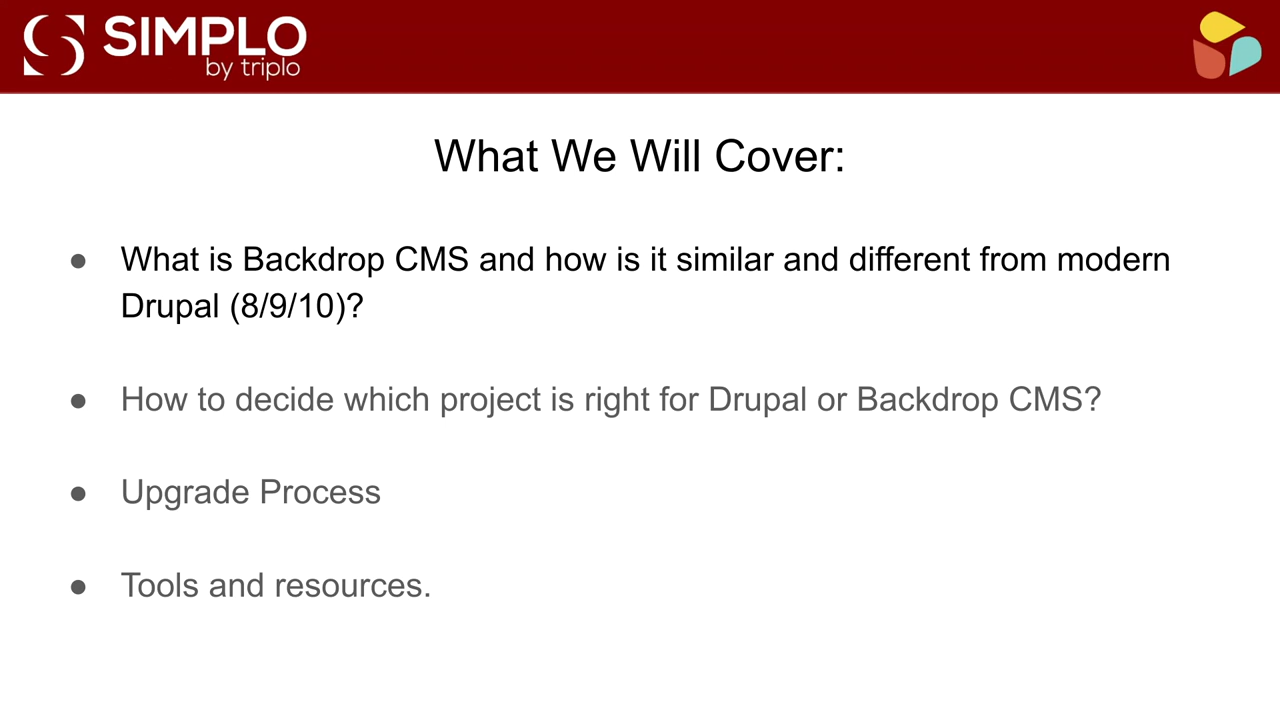 SIMPLO
by triplo
What We Will Cover:
● What is Backdrop CMS and how is it similar and different from modern
Drupal (8/9/10)?
● How to decide which project is right for Drupal or Backdrop CMS?
● Upgrade Process
● Tools and resources.